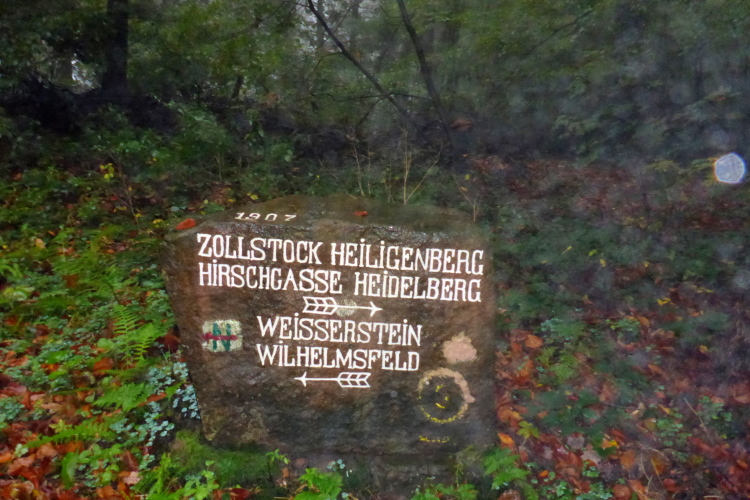 1907
ZOLLSTOCK HEILIGENBERG
HIRSCHGASSE HEIDELBERG
N
WEISSERSTEIN
WILHELMSFELD